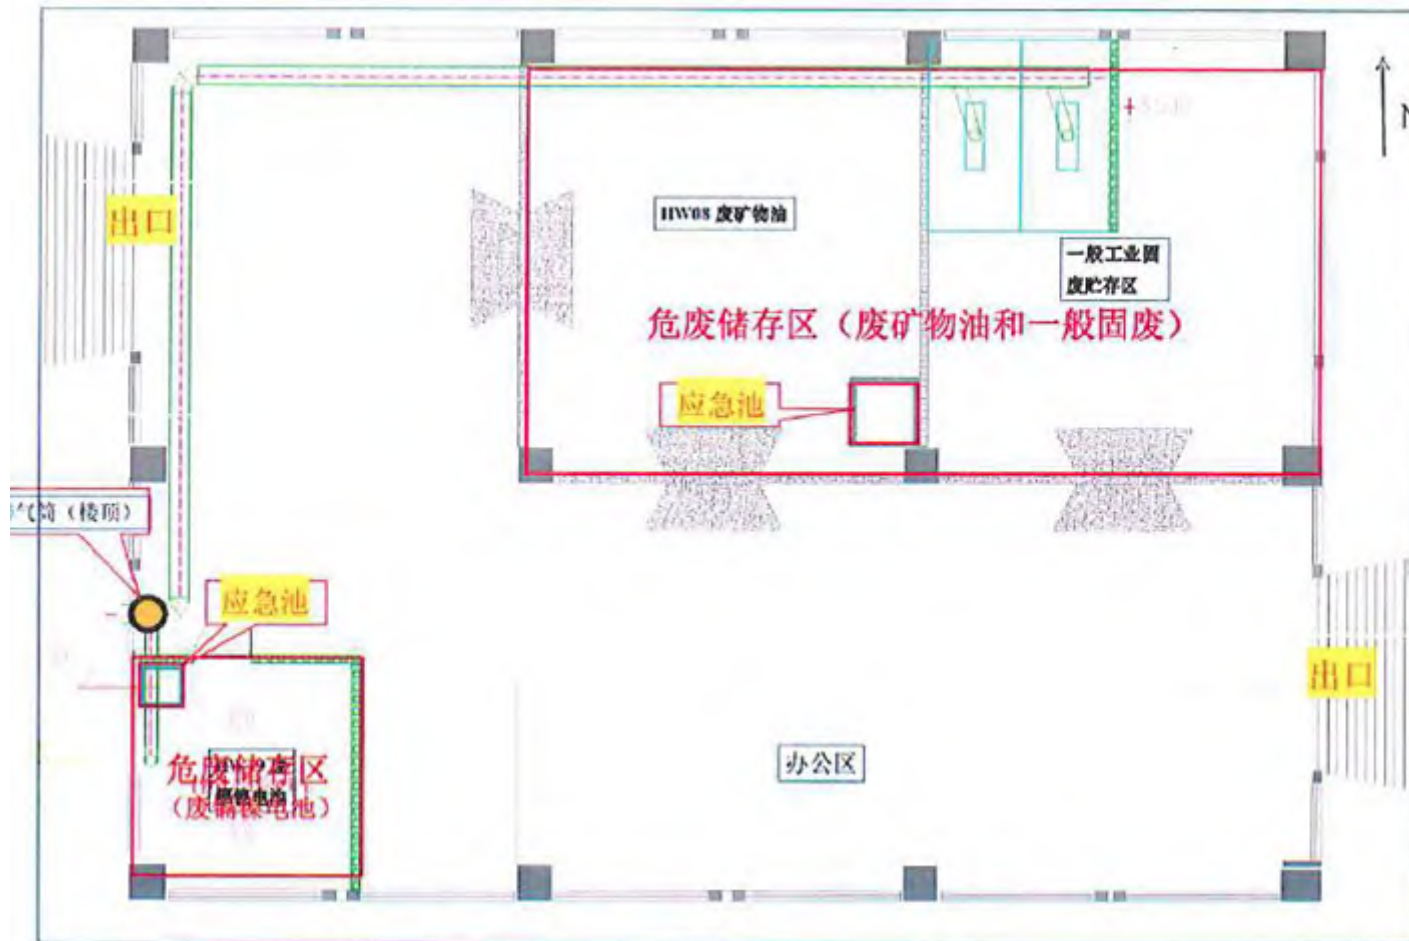 N
出口
HW08 废矿物油
一般工业固
废贮存区
危废储存区（废矿物油和一般固废）
应急池
气筒（楼顶）
应急池
出口
办公区
危废储存区
（废镉镍电池）